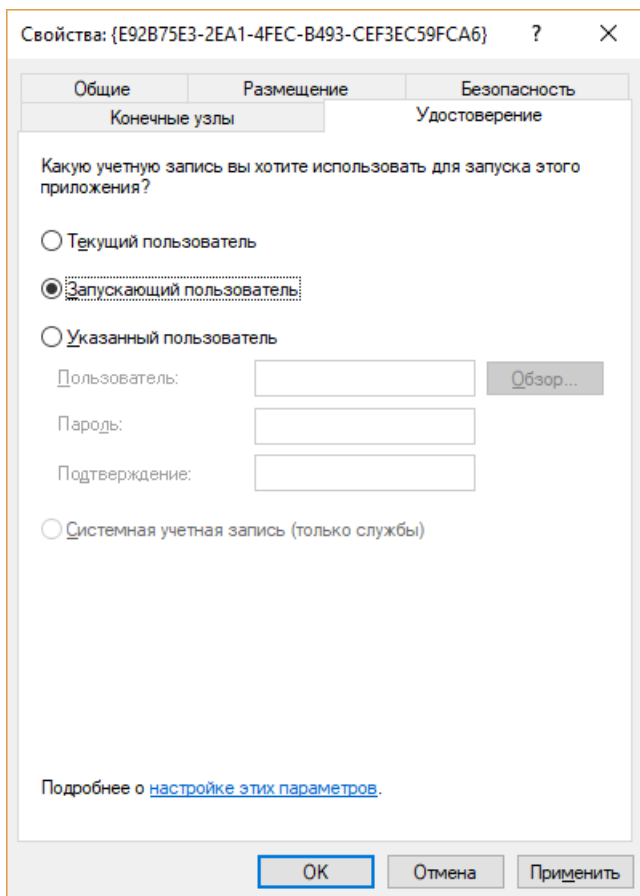 Свойства: {E92B75E3-2EA1-4FEC-B493-CEF3EC59FCA6}
?
Общие
Размещение
Безопасность
Конечные узлы
Удостоверение
Какую учетную запись вы хотите использовать для запуска этого
приложения?
Текущий пользователь
Запускающий пользователь
Указанный пользователь
Пользователь:
Обзор...
Пароль:
Подтверждение:
Системная учетная запись (только службы)
Подробнее о настройке этих параметров.
ОК
Отмена
Применить